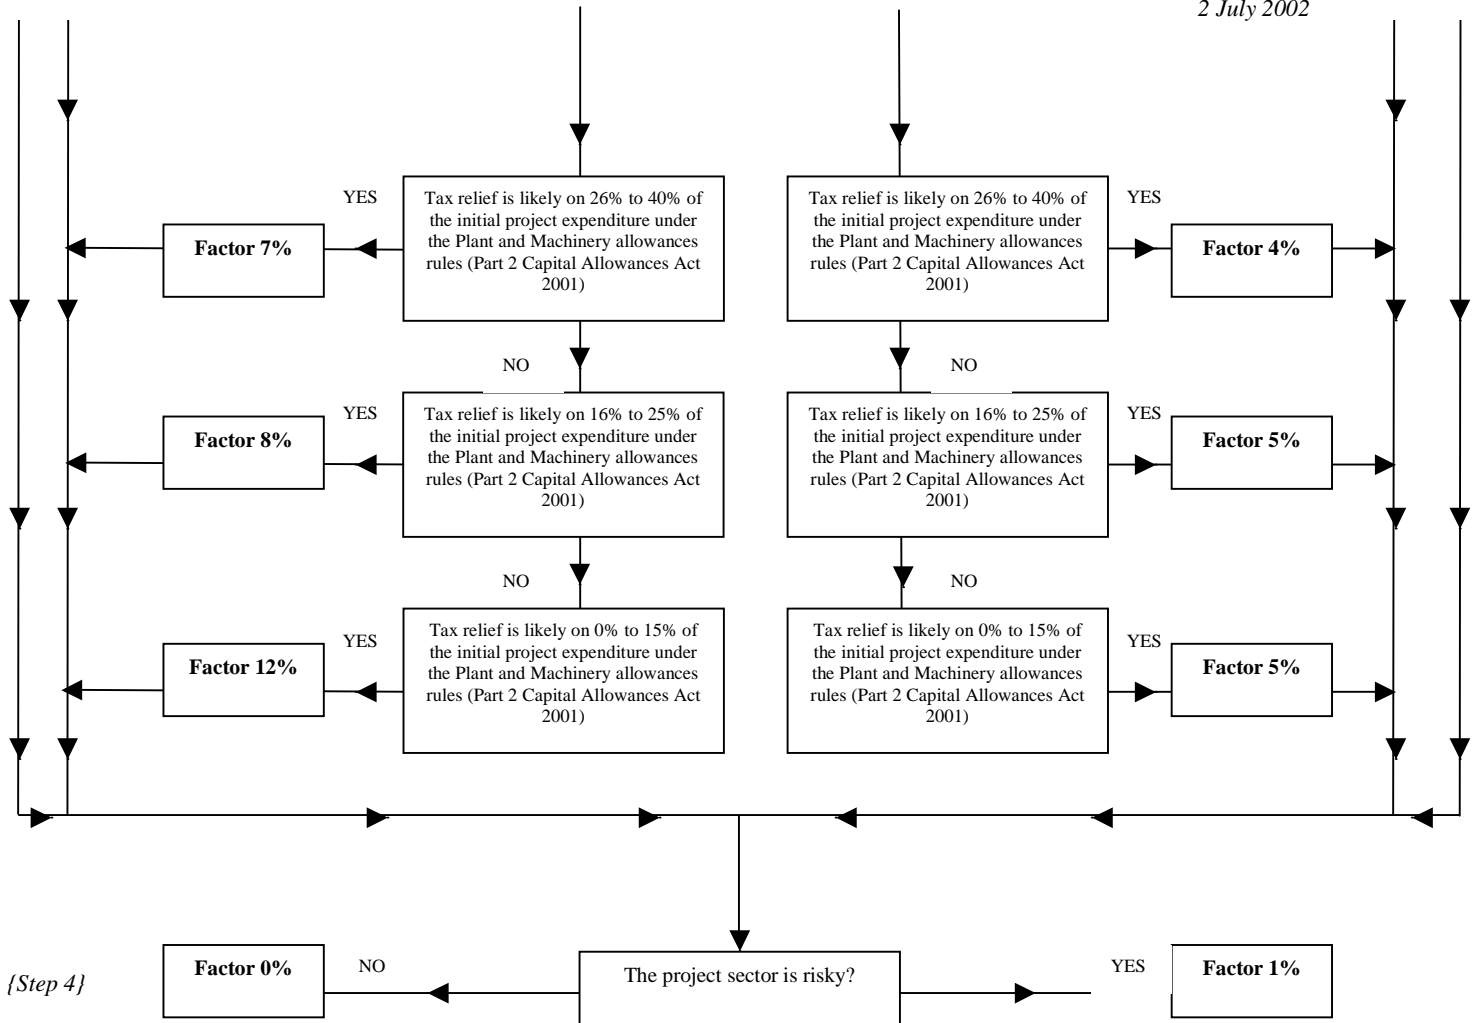 2 July 2002
YES
Tax relief is likely on 26% to 40% of
the initial project expenditure under
the Plant and Machinery allowances
rules (Part 2 Capital Allowances Act
2001)
Factor 7%
Tax relief is likely on 26% to 40% of
the initial project expenditure under
the Plant and Machinery allowances
rules (Part 2 Capital Allowances Act
2001)
YES
Factor 4%
NO
NO
YES
Tax relief is likely on 16% to 25% of
the initial project expenditure under
the Plant and Machinery allowances
rules (Part 2 Capital Allowances Act
2001)
Factor 8%
Tax relief is likely on 16% to 25% of
the initial project expenditure under
the Plant and Machinery allowances
rules (Part 2 Capital Allowances Act
2001)
YES
Factor 5%
NO
NO
YES
Tax relief is likely on 0% to 15% of
the initial project expenditure under
the Plant and Machinery allowances
rules (Part 2 Capital Allowances Act
2001)
Factor 12%
Tax relief is likely on 0% to 15% of
the initial project expenditure under
the Plant and Machinery allowances
rules (Part 2 Capital Allowances Act
2001)
YES
Factor 5%
{Step 4}
Factor 0%
NO
The project sector is risky?
YES
Factor 1%